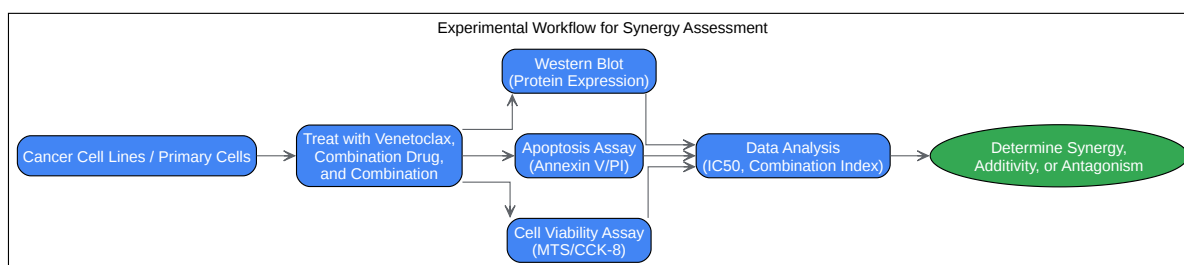 Experimental Workflow for Synergy Assessment
Cancer Cell Lines / Primary Cells
Treat with Venetoclax,
Combination Drug,
and Combination
Western Blot
(Protein Expression)
Apoptosis Assay
(Annexin V/PI)
Cell Viability Assay
(MTS/CCK-8)
Data Analysis
(IC50, Combination Index)
Determine Synergy,
Additivity, or Antagonism